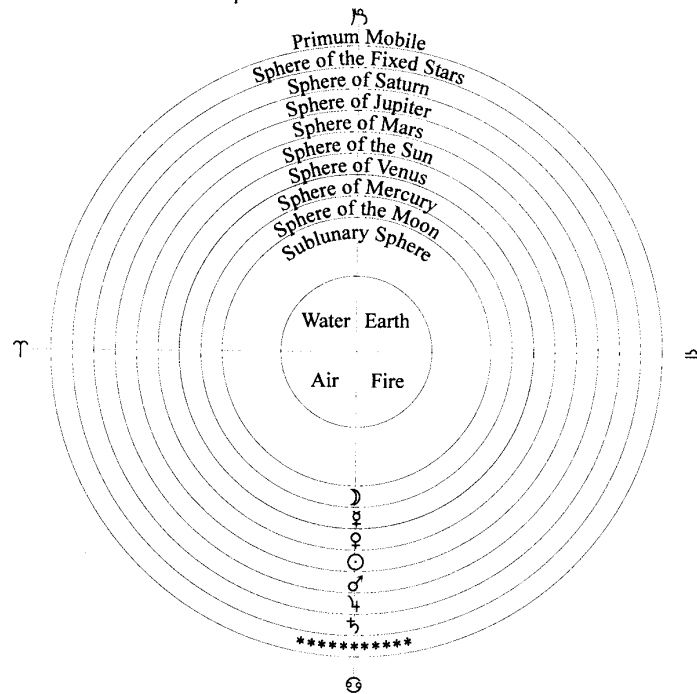 ♑
Primum Mobile
Sphere of the Fixed Stars
Sphere of Saturn
Sphere of Jupiter
Sphere of Mars
Sphere of the Sun
Sphere of Venus
Sphere of Mercury
Sphere of the Moon
Sublunary Sphere
Water Earth
♈ ♎
Air Fire
☽
☿
♀
☉
♂
♃
♄
***********
♋